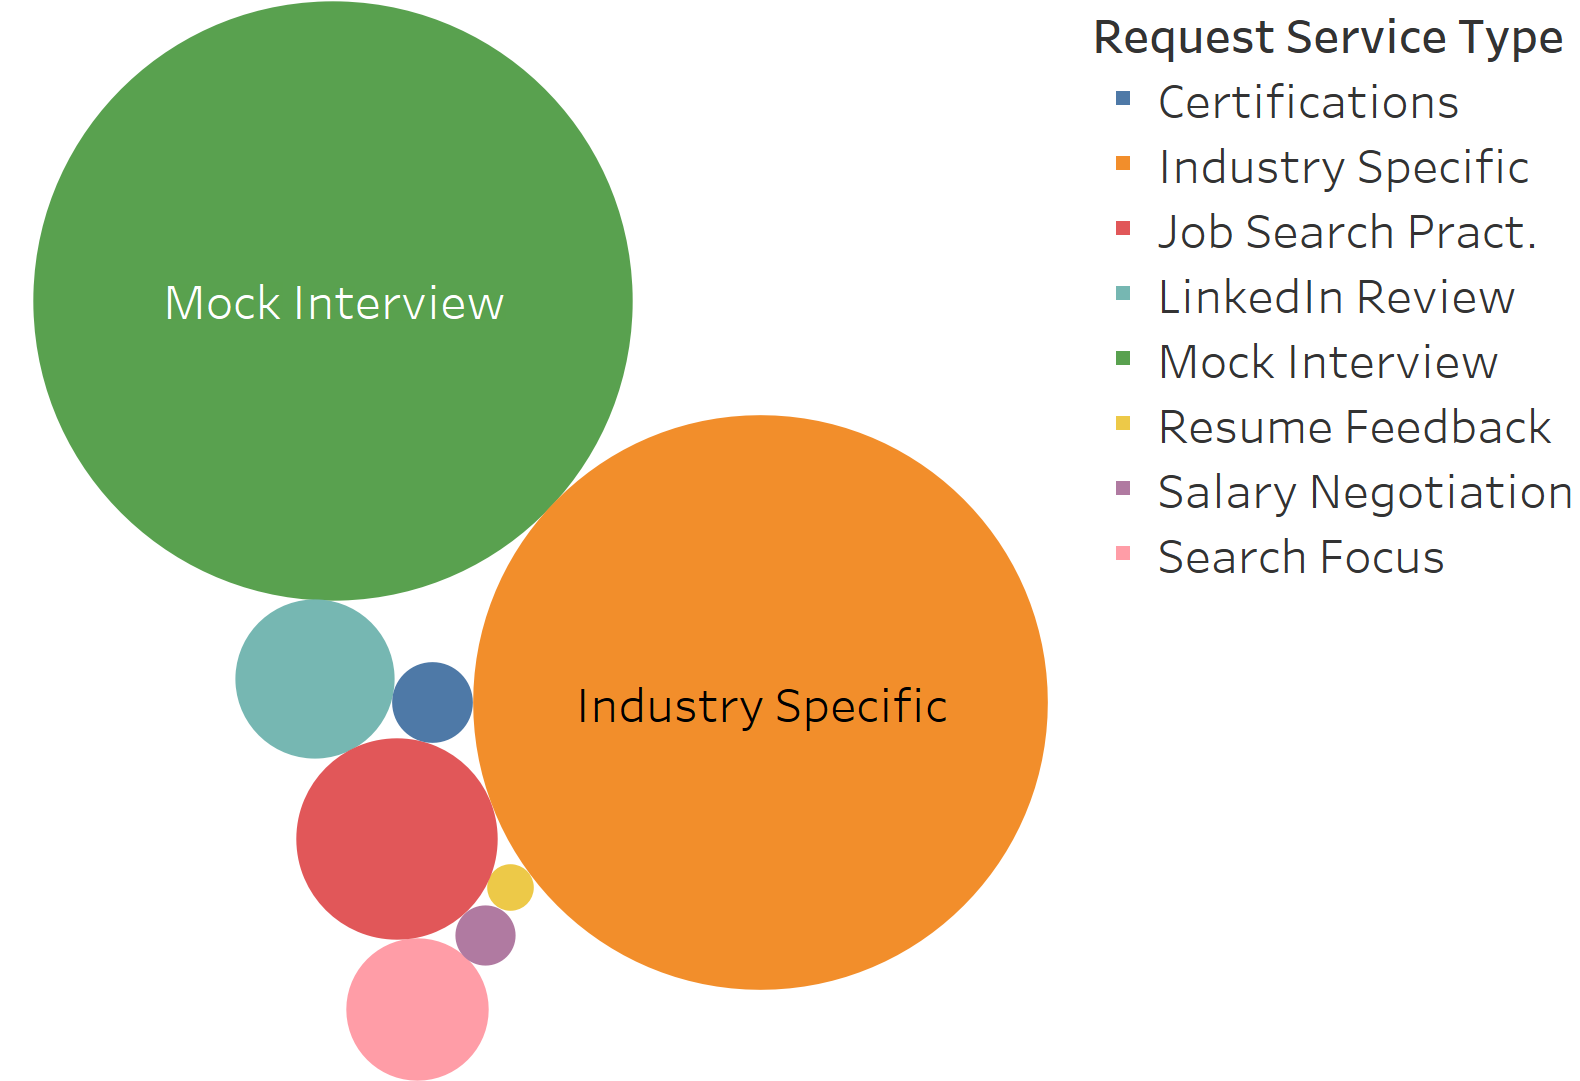 Request Service Type
Certifications
Industry Specific
Job Search Pract.
LinkedIn Review
Mock Interview
Resume Feedback
Salary Negotiation
Search Focus
Mock Interview
Industry Specific